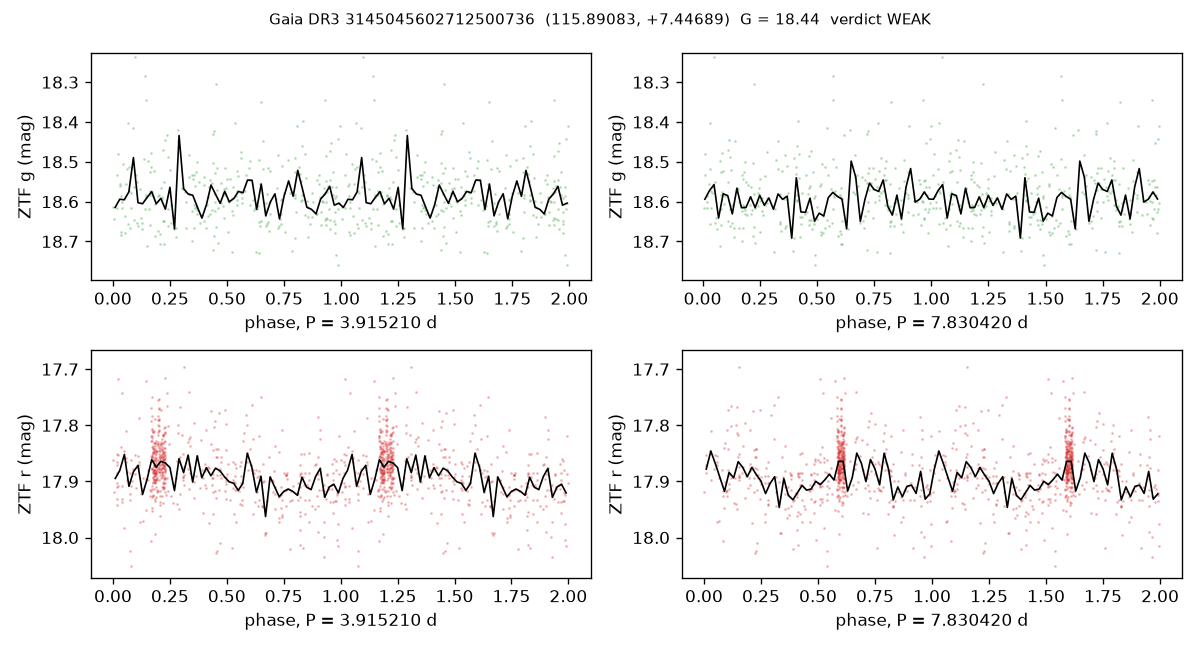 Gaia DR3 3145045602712500736  (115.89083, +7.44689)  G = 18.44  verdict WEAK
ZTF g (mag)
18.3
18.4
18.5
18.6
18.7
0.00 0.25 0.50 0.75 1.00 1.25 1.50 1.75 2.00
phase, P = 3.915210 d
ZTF g (mag)
18.3
18.4
18.5
18.6
18.7
0.00 0.25 0.50 0.75 1.00 1.25 1.50 1.75 2.00
phase, P = 7.830420 d
ZTF r (mag)
17.7
17.8
17.9
18.0
0.00 0.25 0.50 0.75 1.00 1.25 1.50 1.75 2.00
phase, P = 3.915210 d
ZTF r (mag)
17.7
17.8
17.9
18.0
0.00 0.25 0.50 0.75 1.00 1.25 1.50 1.75 2.00
phase, P = 7.830420 d